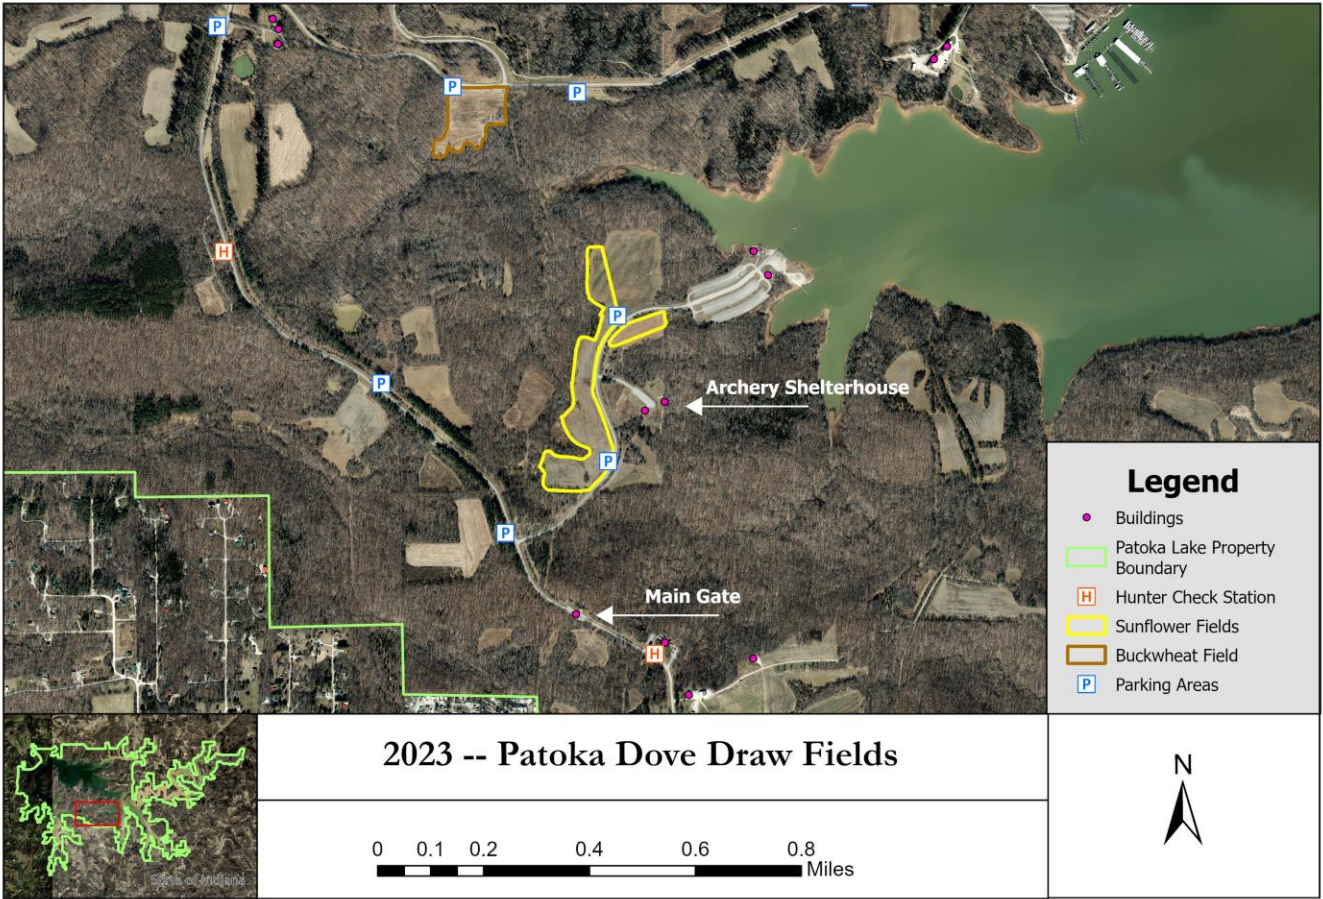 P
P
P
P
H
P
P
Archery Shelterhouse
P
P
Main Gate
H
Legend
Buildings
Patoka Lake Property
Boundary
H Hunter Check Station
Sunflower Fields
Buckwheat Field
P Parking Areas
State of Indiana
2023 -- Patoka Dove Draw Fields
0 0.1 0.2 0.4 0.6 0.8
Miles
N